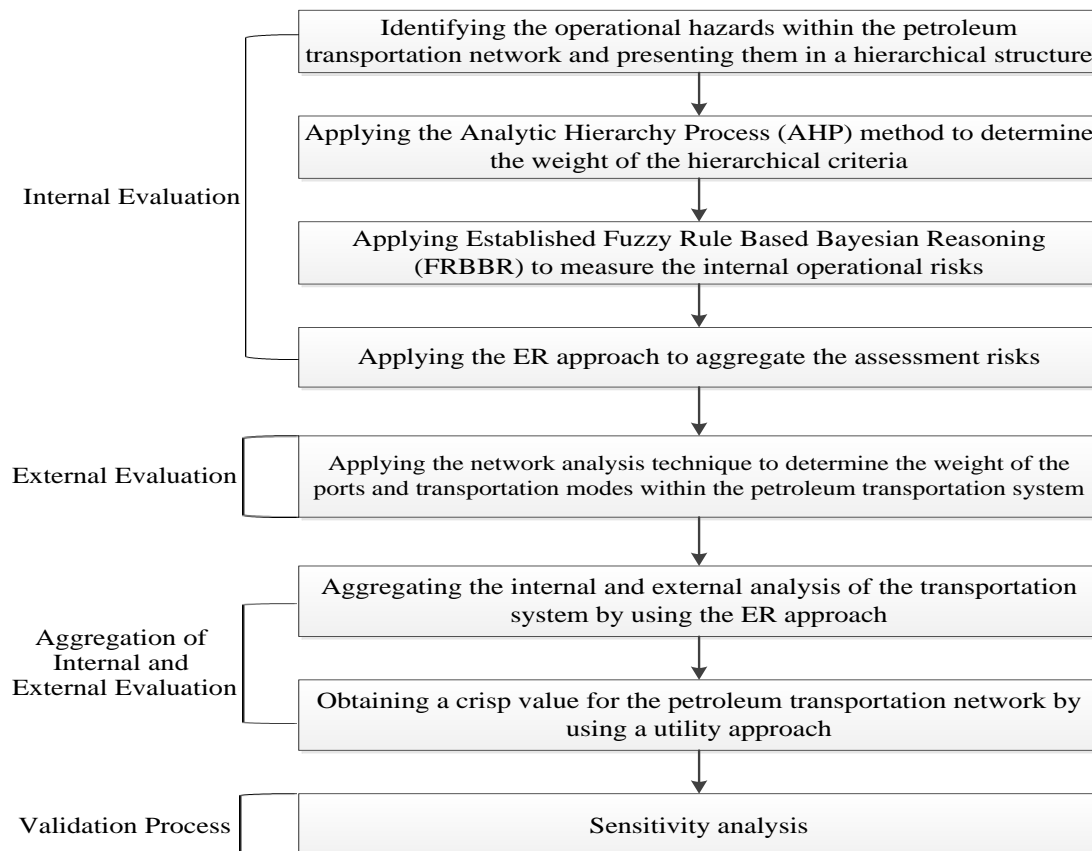 Identifying the operational hazards within the petroleum
transportation network and presenting them in a hierarchical structure
Applying the Analytic Hierarchy Process (AHP) method to determine
the weight of the hierarchical criteria
Internal Evaluation
Applying Established Fuzzy Rule Based Bayesian Reasoning
(FRBBR) to measure the internal operational risks
Applying the ER approach to aggregate the assessment risks
External Evaluation
Applying the network analysis technique to determine the weight of the
ports and transportation modes within the petroleum transportation system
Aggregating the internal and external analysis of the transportation
system by using the ER approach
Aggregation of
Internal and
External Evaluation
Obtaining a crisp value for the petroleum transportation network by
using a utility approach
Validation Process
Sensitivity analysis